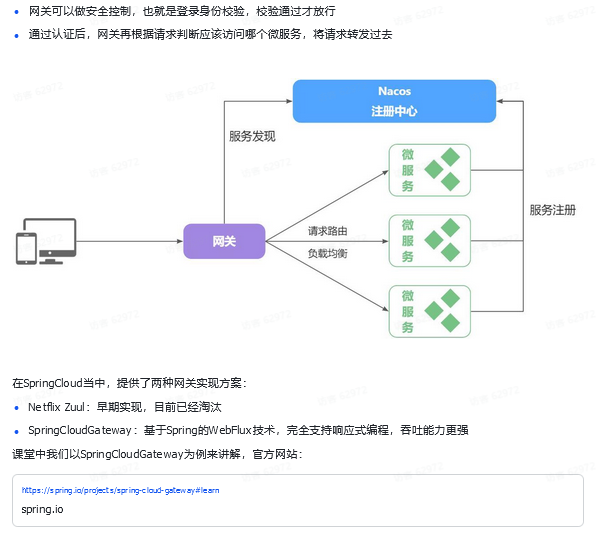 网关可以做安全控制，也就是登录身份校验，校验通过才放行
通过认证后，网关再根据请求判断应该访问哪个微服务，将请求转发过去
Nacos
注册中心
服务发现
微服务
网关
请求路由
负载均衡
微服务
服务注册
微服务
在SpringCloud当中，提供了两种网关实现方案：
Netflix Zuul：早期实现，目前已经淘汰
SpringCloudGateway：基于Spring的WebFlux技术，完全支持响应式编程，吞吐能力更强
课堂中我们以SpringCloudGateway为例来讲解，官方网站：
https://spring.io/projects/spring-cloud-gateway#learn
spring.io